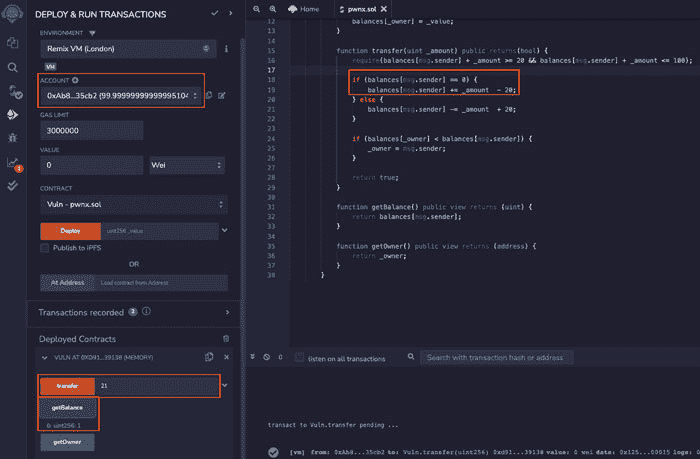 DEPLOY & RUN TRANSACTIONS
ENVIRONMENT
Remix VM (London)
VM
ACCOUNT
0xAb8...35cb2 (99.9999999999995104
GAS LIMIT
3000000
VALUE
0
Wei
CONTRACT
Vuln - pwnx.sol
Deploy
uint256 _value
Publish to IPFS
OR
At Address
Load contract from Address
Transactions recorded 3
Deployed Contracts
VULN AT 0XD91...39138 (MEMORY)
transfer
21
getBalance
0: uint256: 1
getOwner
Home
pwnx.sol
12 balances[_owner] = _value;
13 }
14
15 function transfer(uint _amount) public returns(bool) {
16 require(balances[msg.sender] + _amount >= 20 && balances[msg.sender] + _amount <= 100);
17
18 if (balances[msg.sender] == 0) {
19 balances[msg.sender] += _amount - 20;
20 } else {
21 balances[msg.sender] -= _amount + 20;
22 }
23
24 if (balances[_owner] < balances[msg.sender]) {
25 _owner = msg.sender;
26 }
27
28 return true;
29 }
30
31 function getBalance() public view returns (uint) {
32 return balances[msg.sender];
33 }
34
35 function getOwner() public view returns (address) {
36 return _owner;
37 }
38 }
0
listen on all transactions
Search with transaction hash or address
transact to Vuln.transfer pending ...
[vm] from: 0xAb8...35cb2 to: Vuln.transfer(uint256) 0xd91...39138 value: 0 wei data: 0x125...00015 logs: